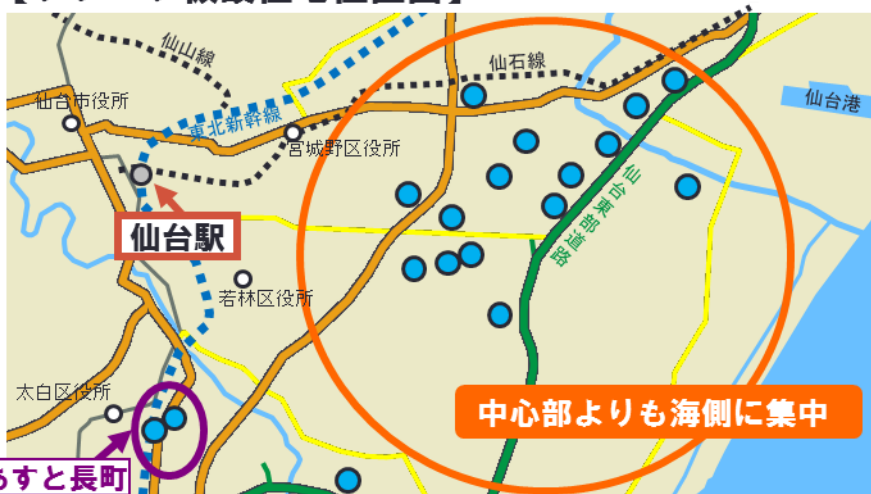 仙山線
仙石線
仙台市役所
東北新幹線
仙台港
宮城野区役所
仙台東部道路
仙台駅
若林区役所
太白区役所
中心部よりも海側に集中
あすと長町